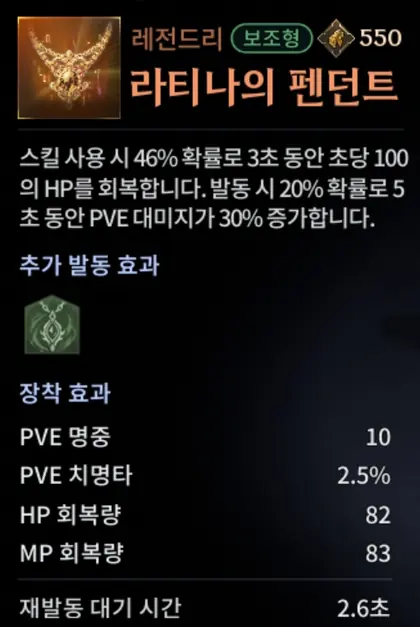 레전드리 보조형 550
라티나의 펜던트
스킬 사용 시 46% 확률로 3초 동안 초당 100
의 HP를 회복합니다. 발동 시 20% 확률로 5
초 동안 PVE 대미지가 30% 증가합니다.
추가 발동 효과
장착 효과
PVE 명중 10
PVE 치명타 2.5%
HP 회복량 82
MP 회복량 83
재발동 대기 시간 2.6초